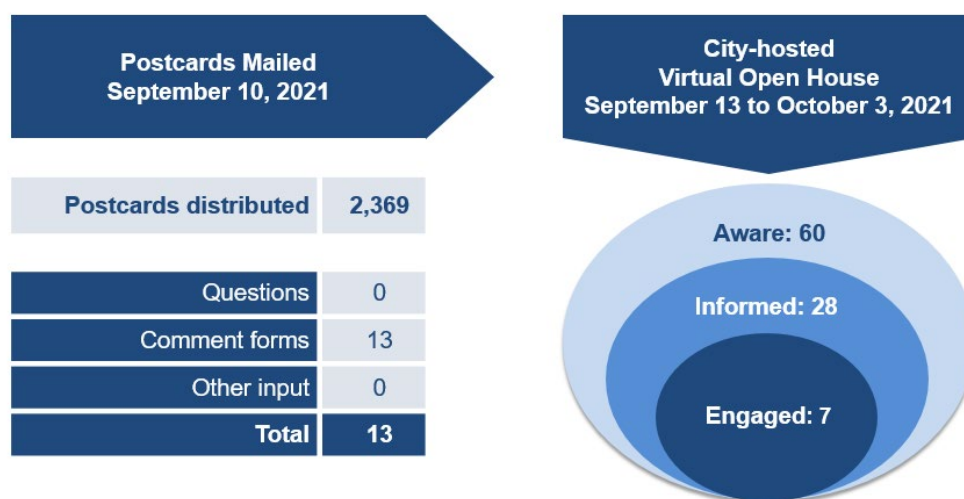 Postcards Mailed
September 10, 2021
City-hosted
Virtual Open House
September 13 to October 3, 2021
Postcards distributed 2,369
Questions 0
Comment forms 13
Other input 0
Total 13
Aware: 60
Informed: 28
Engaged: 7